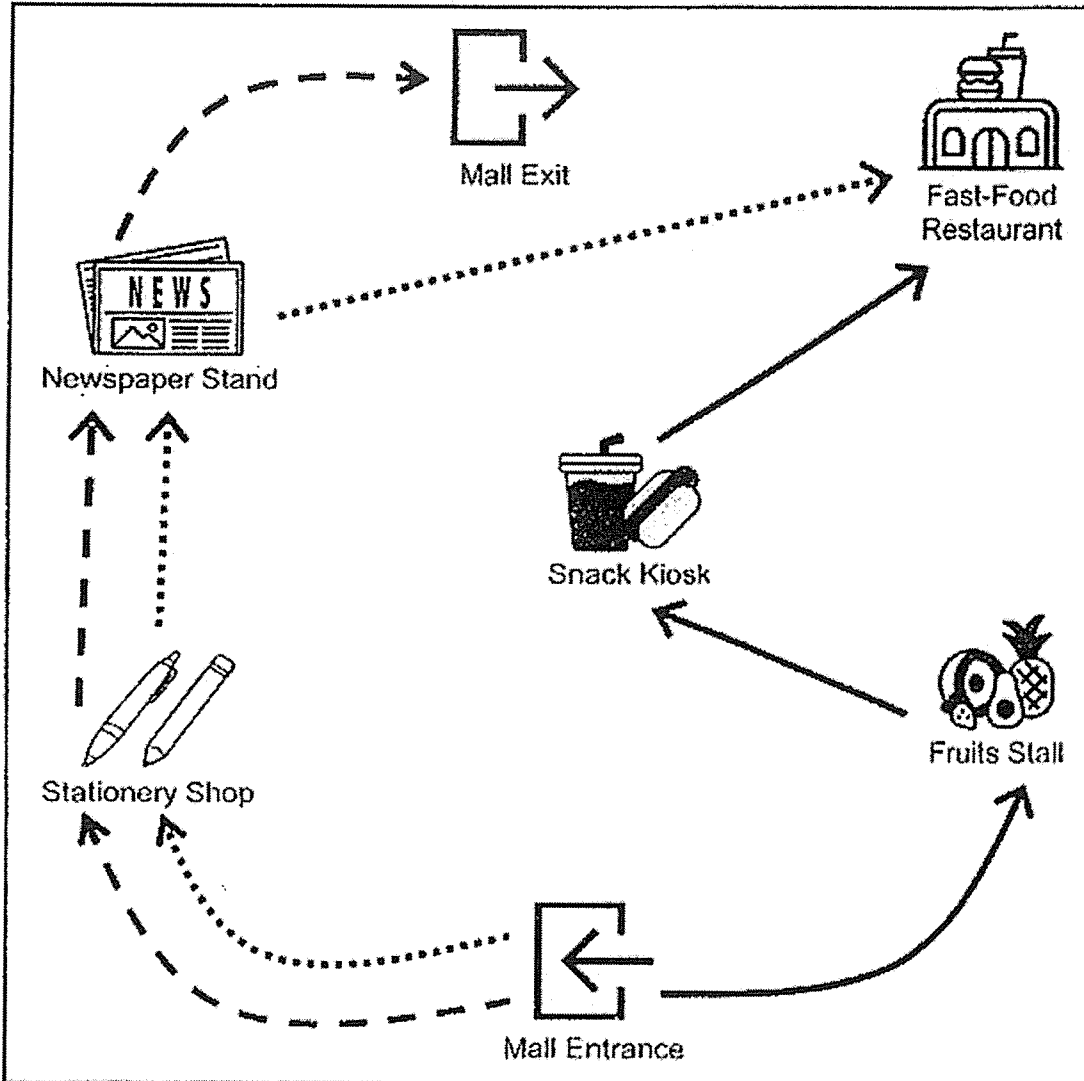 Mall Exit
Fast-Food
Restaurant
NEWS
Newspaper Stand
Snack Kiosk
Fruits Stall
Stationery Shop
Mall Entrance